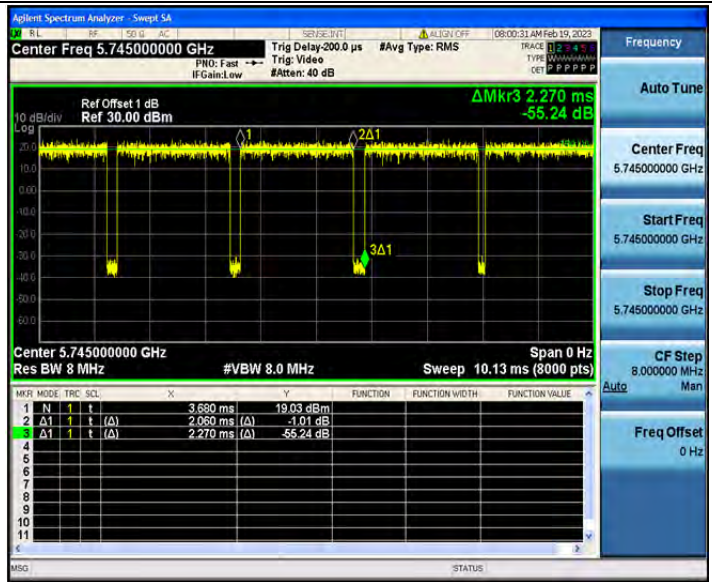 Agilent Spectrum Analyzer - Swept SA
RL RF 50 Ω AC SENSE:INT ALIGN OFF 08:00:31 AM Feb 19, 2023
Center Freq 5.745000000 GHz
PNO: Fast
IFGain:Low
Trig Delay-200.0 µs
Trig: Video
#Atten: 40 dB
#Avg Type: RMS
TRACE 1 2 3 4 5 6
TYPE
DET P P P P P P
Frequency
Ref Offset 1 dB
10 dB/div Ref 30.00 dBm
Log
ΔMkr3 2.270 ms
-55.24 dB
1
2Δ1
3Δ1
20.0
10.0
0.00
-10.0
-20.0
-30.0
-40.0
-60.0
Center 5.745000000 GHz Span 0 Hz
Res BW 8 MHz #VBW 8.0 MHz Sweep 10.13 ms (8000 pts)
MKR MODE TRC SCL X Y FUNCTION FUNCTION WIDTH FUNCTION VALUE
1 N 1 t 3.680 ms 19.03 dBm
2 Δ1 1 t (Δ) 2.060 ms (Δ) -1.01 dB
3 Δ1 1 t (Δ) 2.270 ms (Δ) -55.24 dB
4
5
6
7
8
9
10
11
MSG STATUS
Auto Tune
Center Freq
5.745000000 GHz
Start Freq
5.745000000 GHz
Stop Freq
5.745000000 GHz
CF Step
8.000000 MHz
Auto Man
Freq Offset
0 Hz